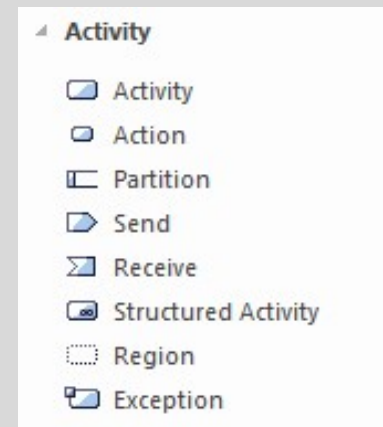 Activity
Activity
Action
Partition
Send
Receive
Structured Activity
Region
Exception